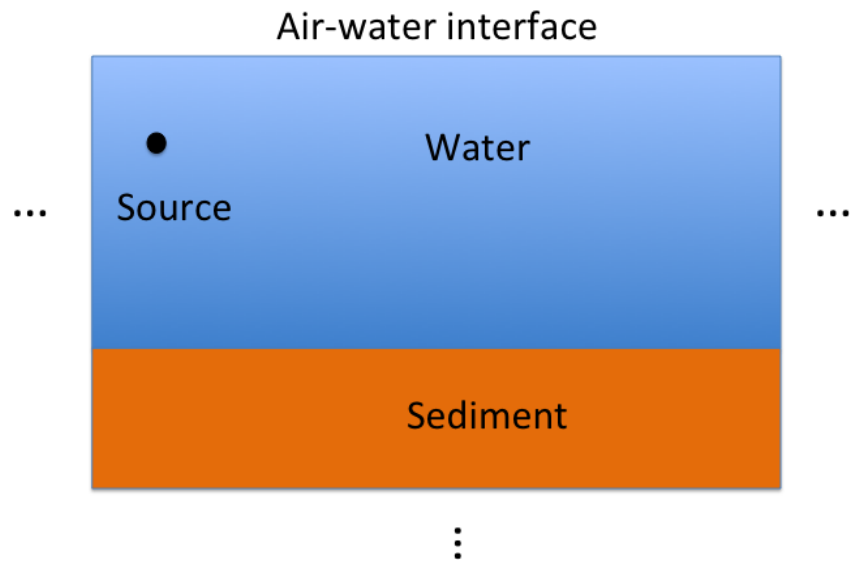 Air-water interface
Water
Source
... ...
Sediment
...